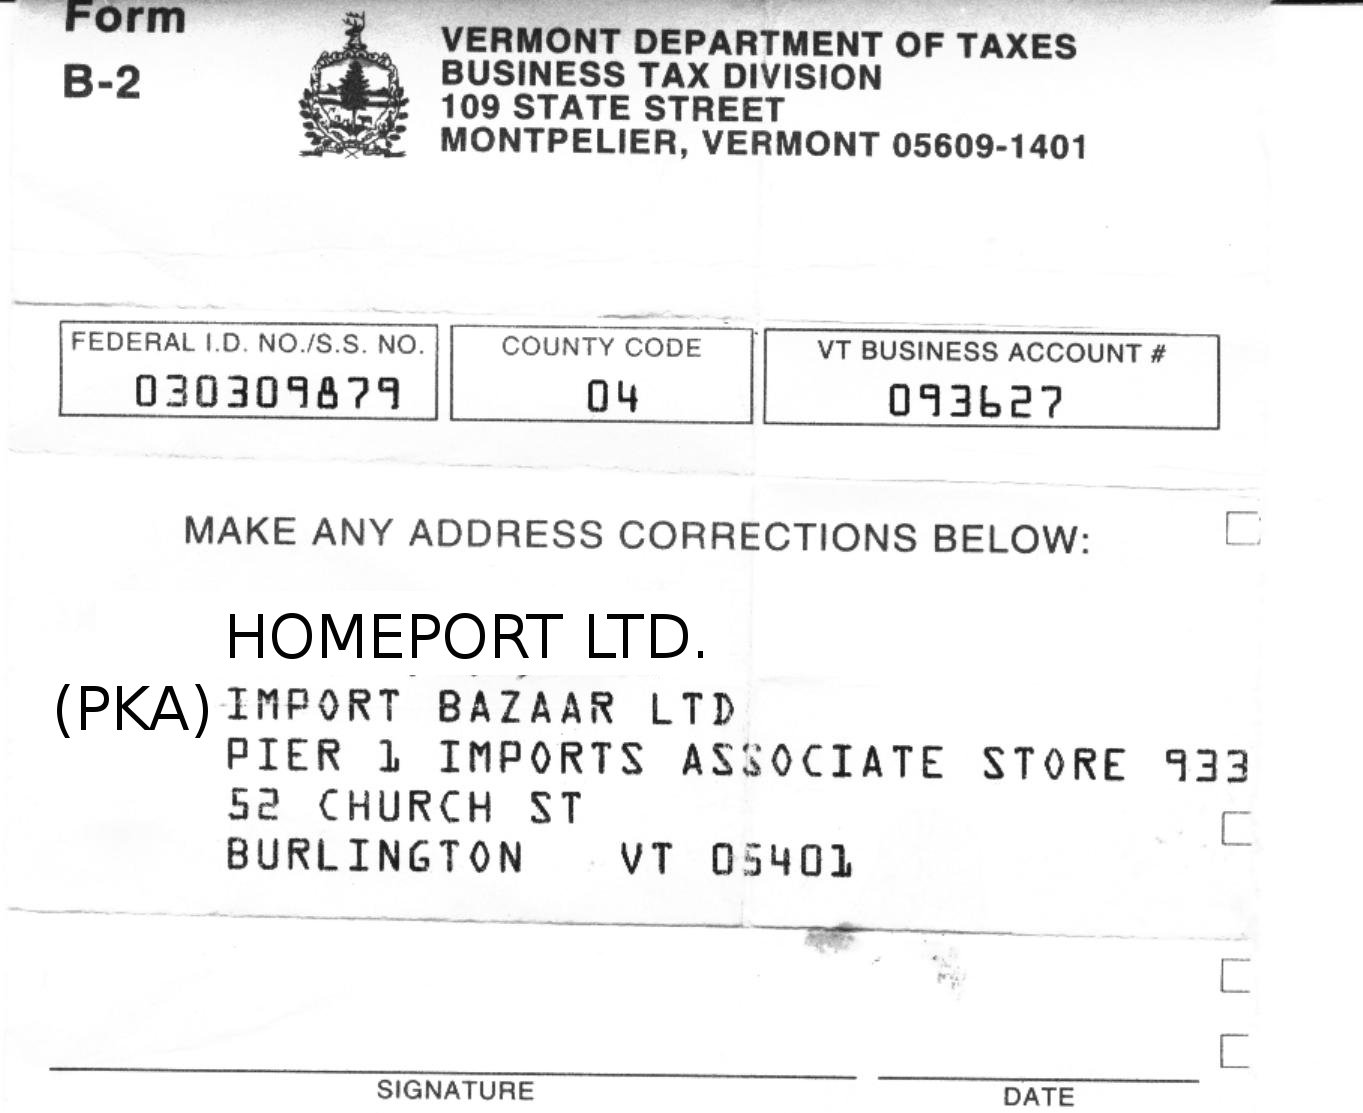 Form
B-2
VERMONT DEPARTMENT OF TAXES
BUSINESS TAX DIVISION
109 STATE STREET
MONTPELIER, VERMONT 05609-1401
FEDERAL I.D. NO./S.S. NO.
030309879
COUNTY CODE
04
VT BUSINESS ACCOUNT #
093627
MAKE ANY ADDRESS CORRECTIONS BELOW:
HOMEPORT LTD.
(PKA) IMPORT BAZAAR LTD
PIER 1 IMPORTS ASSOCIATE STORE 933
52 CHURCH ST
BURLINGTON VT 05401
SIGNATURE
DATE